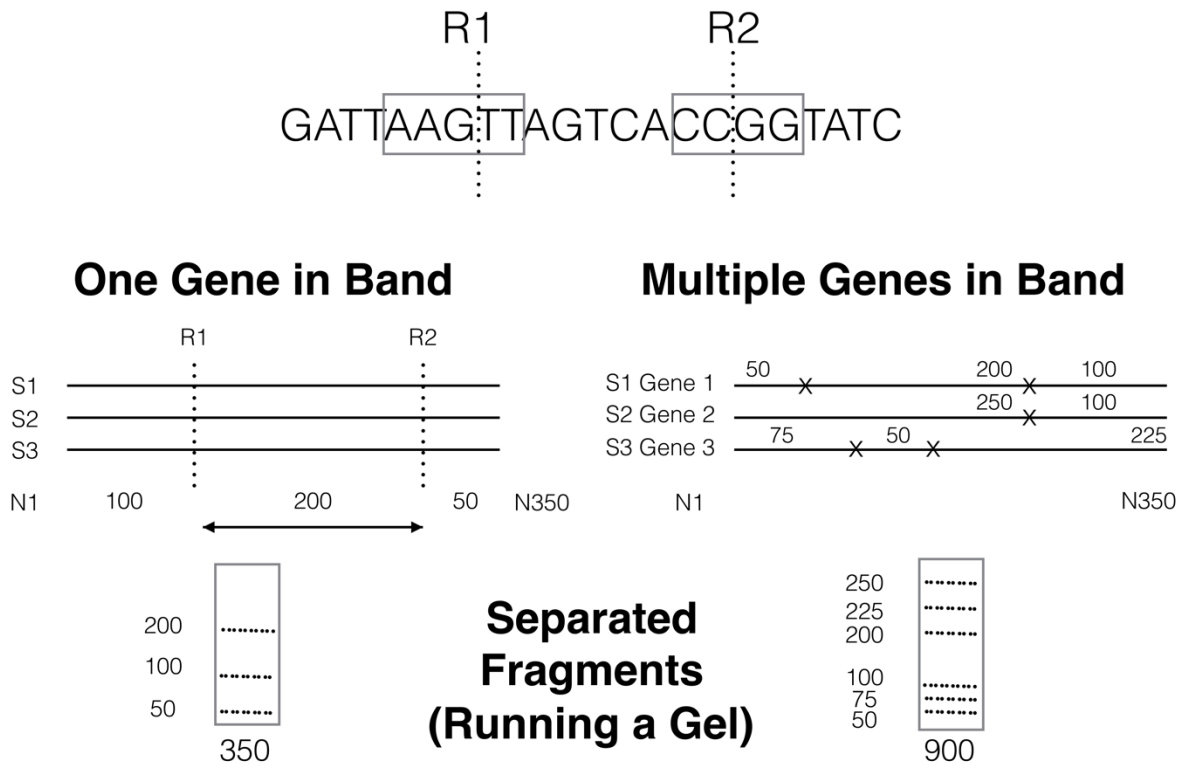 R1 R2
GATTAAGTTAGTCACCGGTATC
One Gene in Band
R1 R2
S1
S2
S3
N1 100 200 50 N350
200
100
50
350
Multiple Genes in Band
50 200 100
S1 Gene 1 X X
250 100
S2 Gene 2 X
75 50 225
S3 Gene 3 X X
N1 N350
Separated
Fragments
(Running a Gel)
250
225
200
100
75
50
900